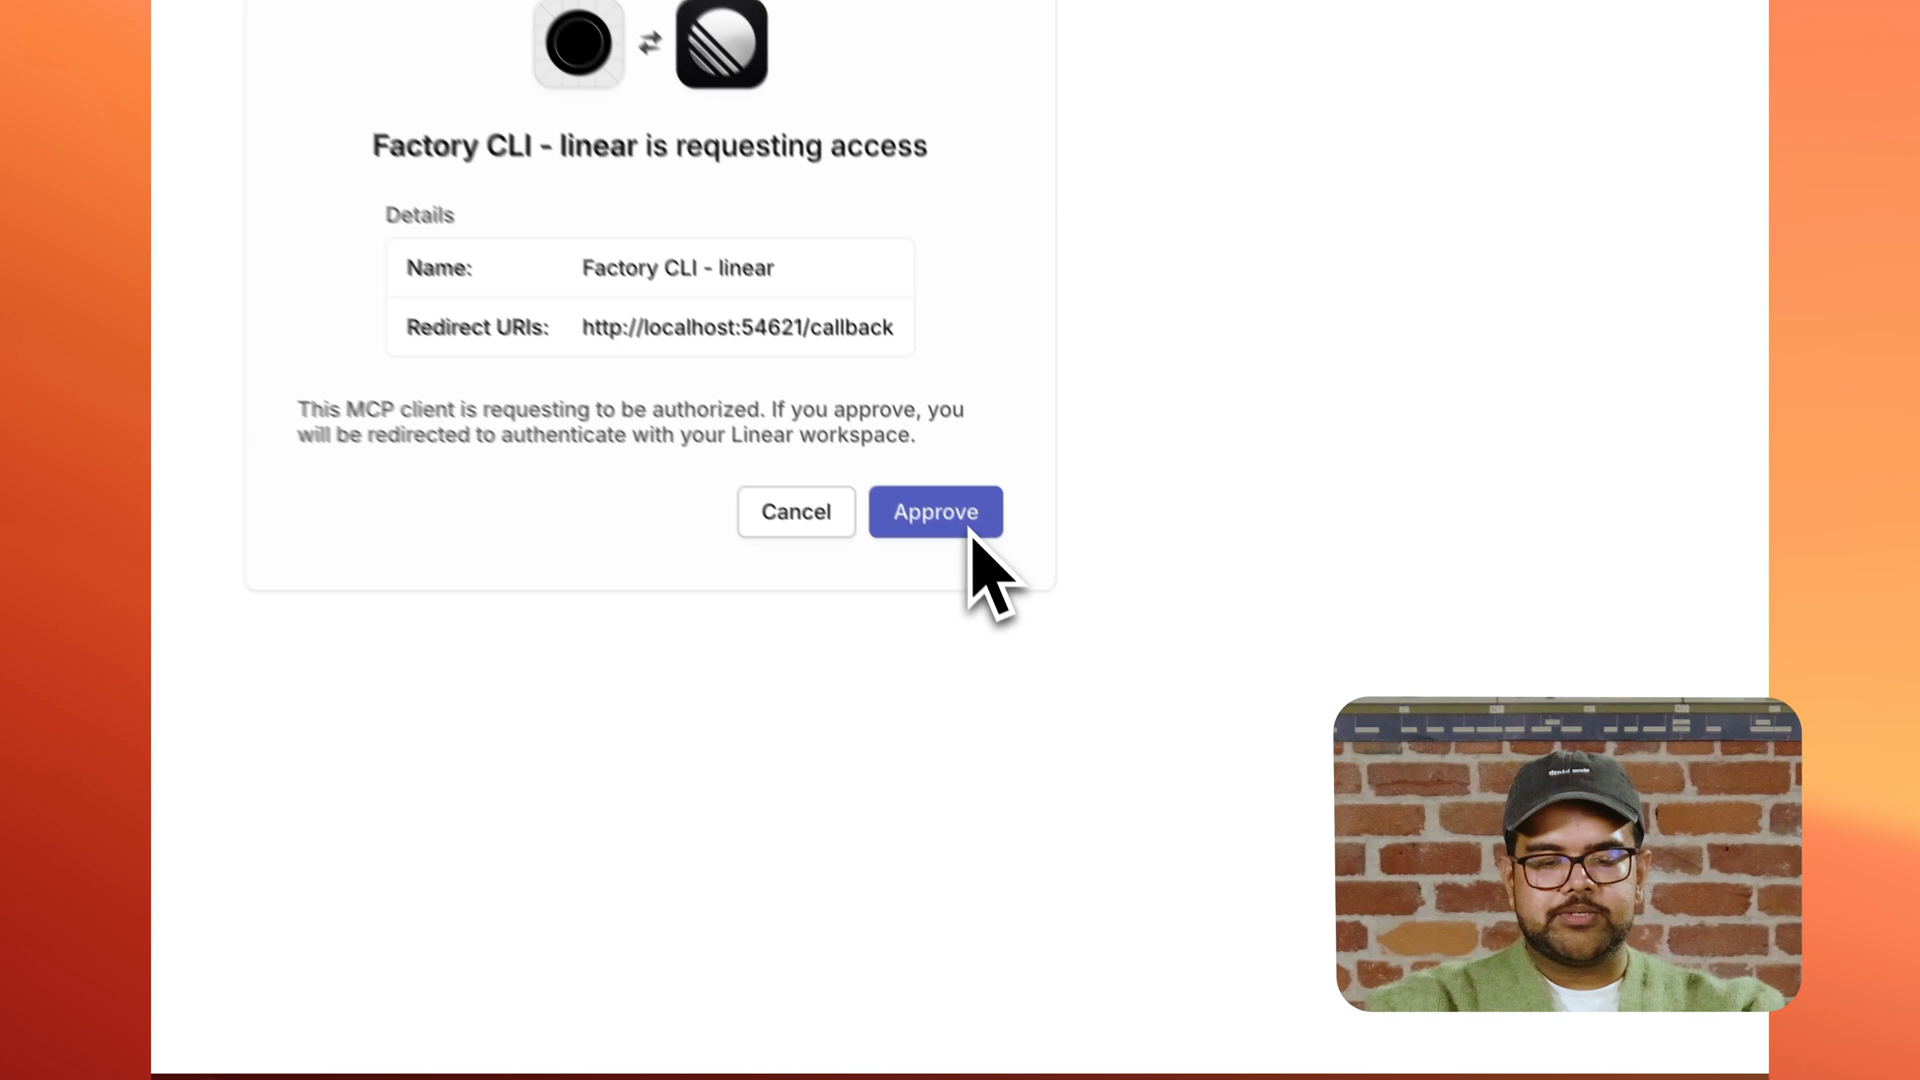 Factory CLI - linear is requesting access
Details
Name: Factory CLI - linear
Redirect URIs: http://localhost:54621/callback
This MCP client is requesting to be authorized. If you approve, you
will be redirected to authenticate with your Linear workspace.
Cancel Approve